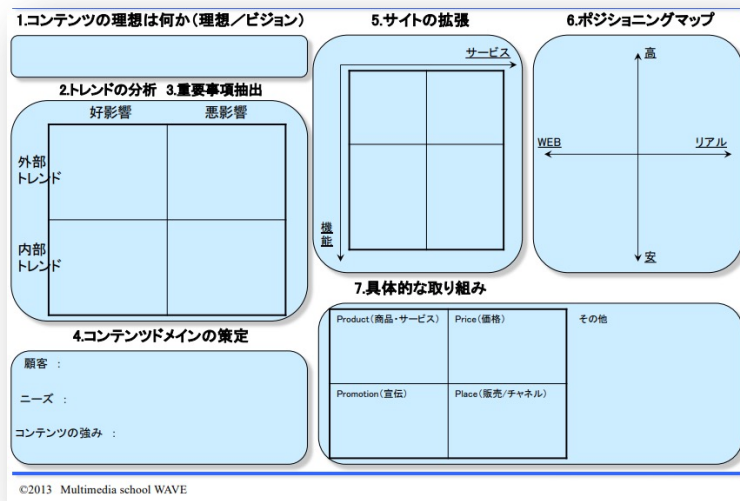 1.コンテンツの理想は何か（理想／ビジョン）
2.トレンドの分析 3.重要事項抽出
好影響
悪影響
外部
トレンド
内部
トレンド
4.コンテンツドメインの策定
顧客 ：
ニーズ ：
コンテンツの強み ：
5.サイトの拡張
サービス
機能
6.ポジショニングマップ
高
WEB
リアル
安
7.具体的な取り組み
Product（商品・サービス）
Price（価格）
その他
Promotion（宣伝）
Place（販売/チャネル）
©2013 Multimedia school WAVE